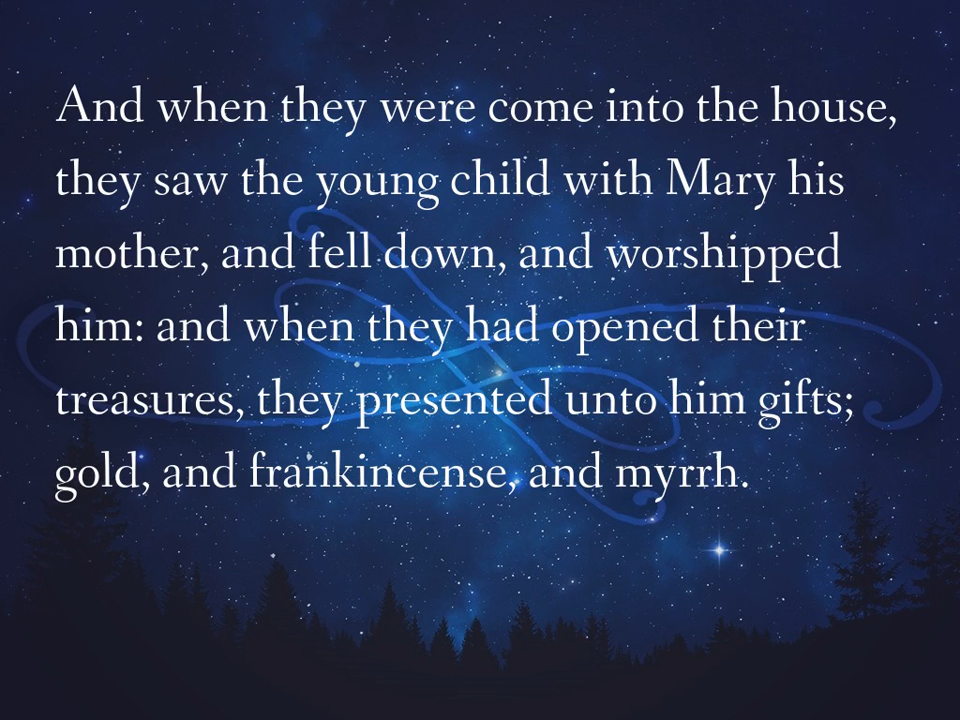 And when they were come into the house,
they saw the young child with Mary his
mother, and fell down, and worshipped
him: and when they had opened their
treasures, they presented unto him gifts;
gold, and frankincense, and myrrh.